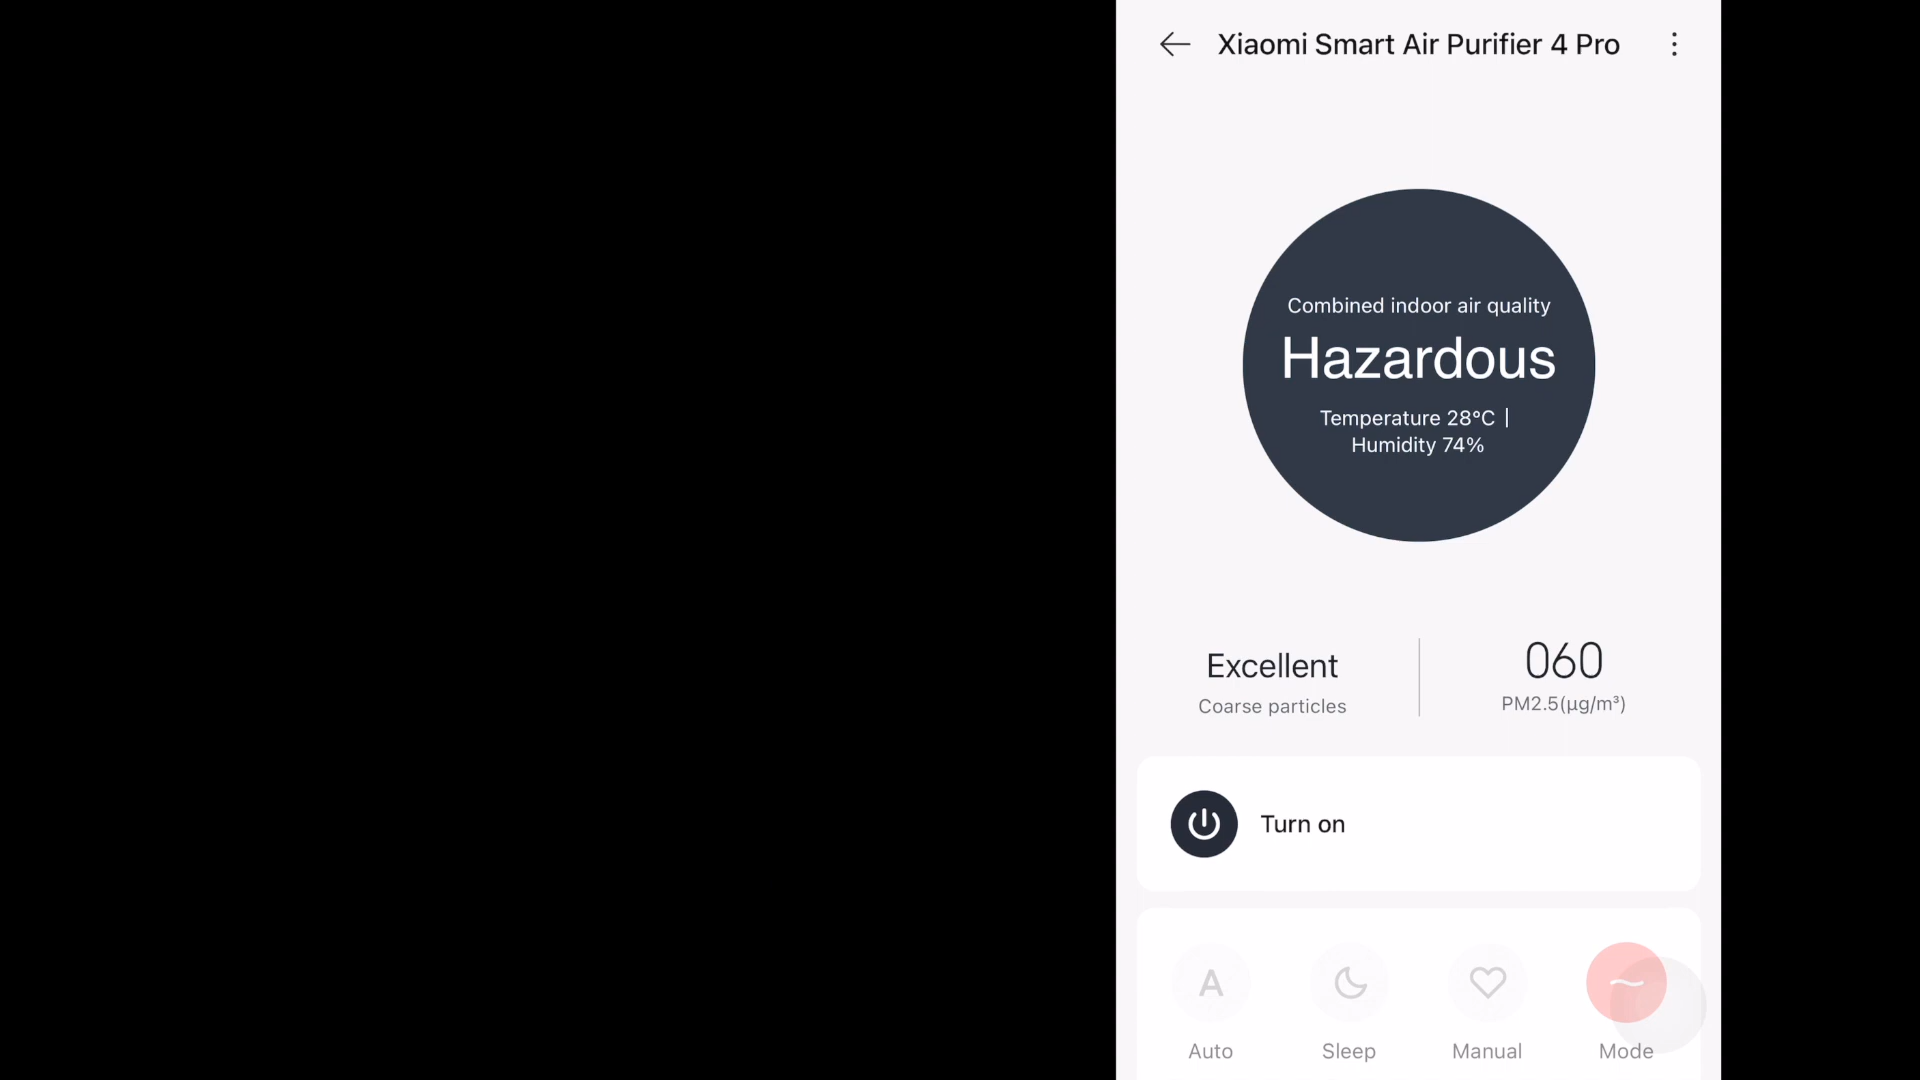 Xiaomi Smart Air Purifier 4 Pro
Combined indoor air quality
Hazardous
Temperature 28°C |
Humidity 74%
Excellent
Coarse particles
060
PM2.5(µg/m³)
Turn on
A
Auto
Sleep
Manual
Mode